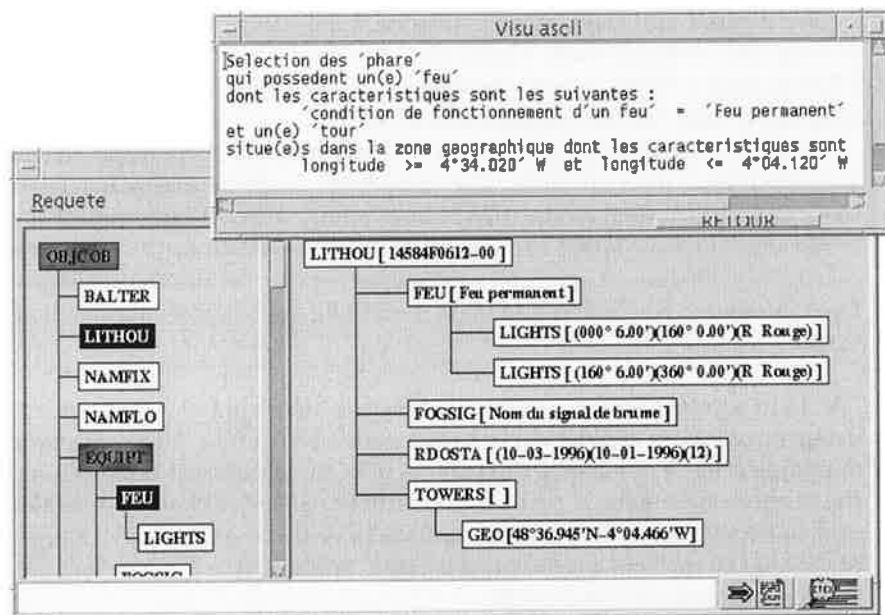 Visu ascii
Selection des 'phare'
qui possedent un(e) 'feu'
dont les caracteristiques sont les suivantes :
'condition de fonctionnement d'un feu' = 'Feu permanent'
et un(e) 'tour'
situe(e)s dans la zone geographique dont les caracteristiques sont
longitude >= 4°34.020' W et longitude <= 4°04.120' W
RETOUR
Requete
OBJCOB
BALTER
LITHOU
NAMFIX
NAMFLO
EQUIPT
FEU
LIGHTS
FOGSIG
LITHOU [ 14584F0612-00 ]
FEU [ Feu permanent ]
LIGHTS [ (000° 6.00')(160° 0.00')(R Rouge) ]
LIGHTS [ (160° 6.00')(360° 0.00')(R Rouge) ]
FOGSIG [ Nom du signal de brume ]
RDOSTA [ (10-03-1996)(10-01-1996)(12) ]
TOWERS [ ]
GEO [48°36.945'N-4°04.466'W]